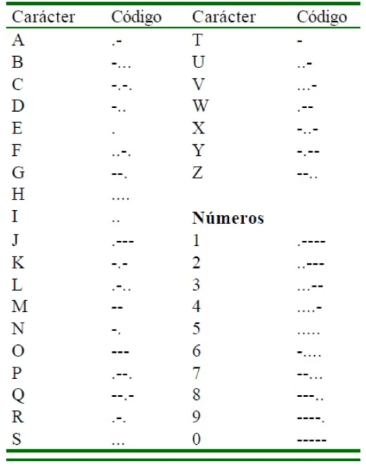 Carácter Código Carácter Código
A .- T -
B -... U ..-
C -.-. V ...-
D -.. W .--
E . X -..-
F ..-. Y -.--
G --. Z --..
H ....
I .. Números
J .--- 1 .----
K -.- 2 ..---
L .-.. 3 ...--
M -- 4 ....-
N -. 5 .....
O --- 6 -....
P .--. 7 --...
Q --.- 8 ---..
R .-. 9 ----.
S ... 0 -----